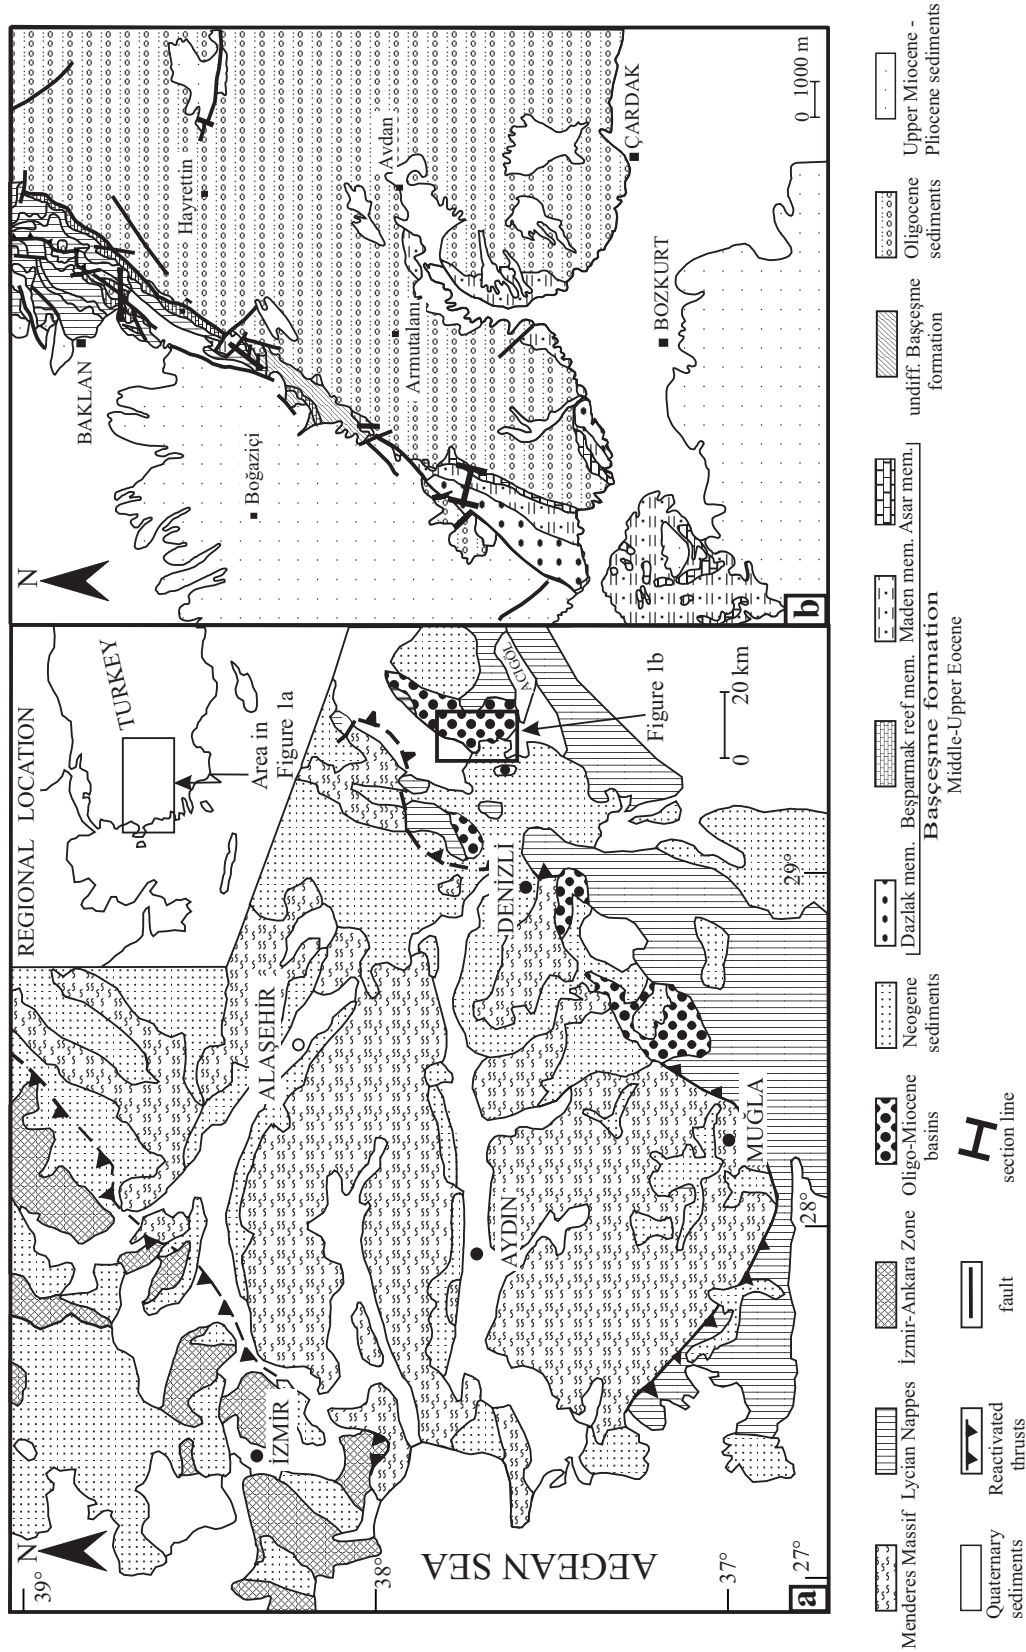 39°
38°
37°
27°
28°
29°
N
AEGEAN SEA
İZMİR
ALAŞEHİR
AYDIN
MUĞLA
DENİZLİ
ACIGÖL
Figure 1b
0
20 km
a
REGIONAL LOCATION
TURKEY
Area in
Figure 1a
N
BAKLAN
Boğaziçi
Hayrettin
Avdan
Armutalanı
BOZKURT
ÇARDAK
0 1000 m
b
Menderes Massif
Lycian Nappes
İzmir-Ankara Zone
Oligo-Miocene
basins
Neogene
sediments
Dazlak mem.
Beşparmak reef mem.
Maden mem.
Asar mem.
Başçeşme formation
Middle-Upper Eocene
undiff. Başçeşme
formation
Oligocene
sediments
Upper Miocene -
Pliocene sediments
Quaternary
sediments
Reactivated
thrusts
fault
section line